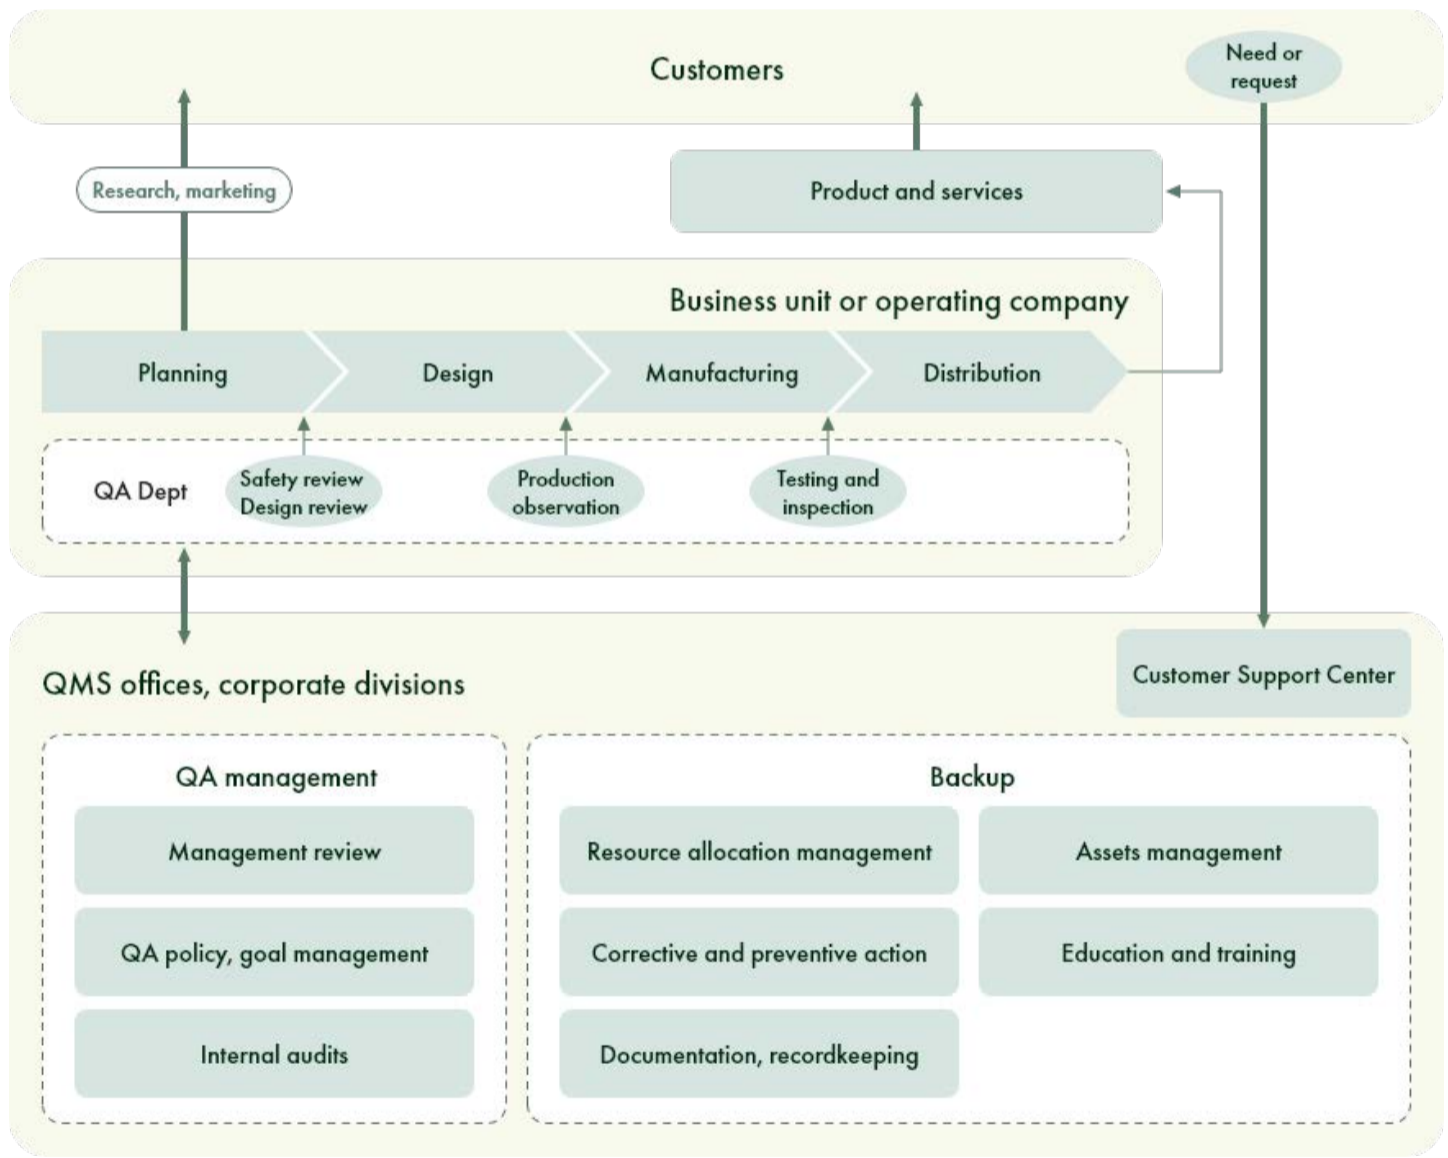 Customers
Need or
request
Research, marketing
Product and services
Business unit or operating company
Planning
Design
Manufacturing
Distribution
QA Dept
Safety review
Design review
Production
observation
Testing and
inspection
QMS offices, corporate divisions
Customer Support Center
QA management
Management review
QA policy, goal management
Internal audits
Backup
Resource allocation management
Assets management
Corrective and preventive action
Education and training
Documentation, recordkeeping